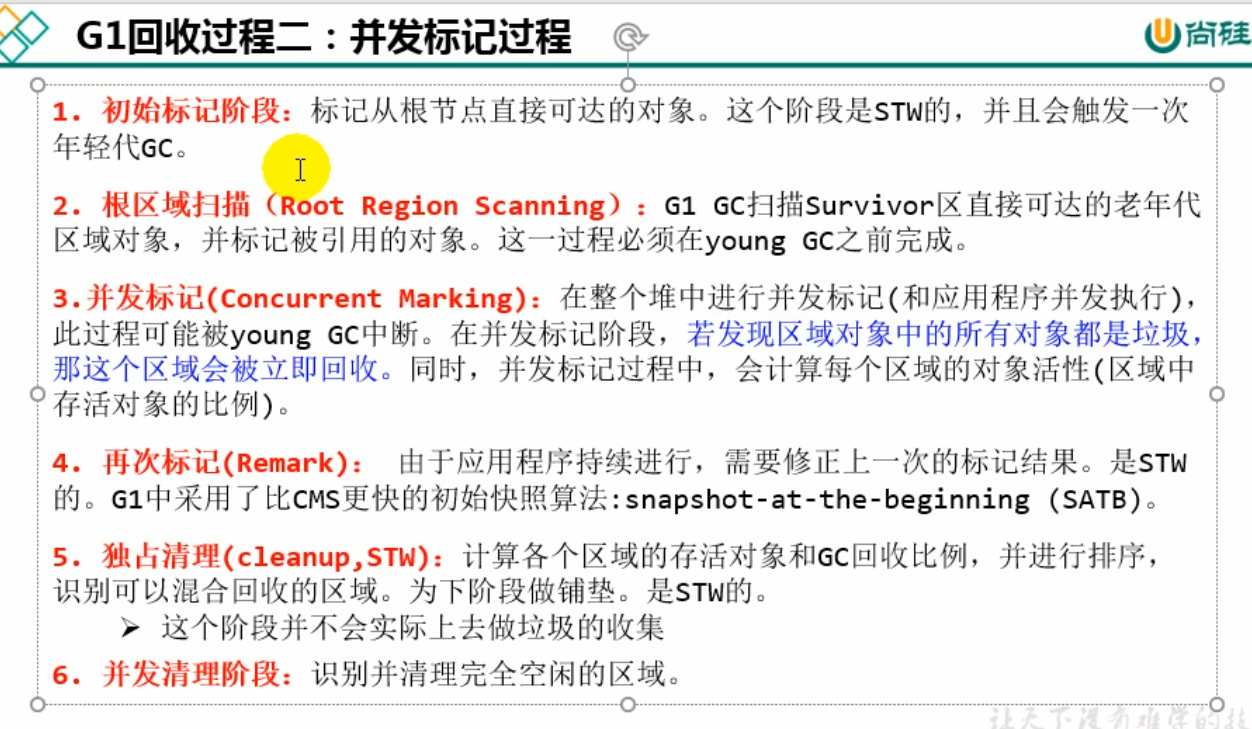 G1回收过程二：并发标记过程
尚硅
1. 初始标记阶段：标记从根节点直接可达的对象。这个阶段是STW的，并且会触发一次
年轻代GC。
2. 根区域扫描（Root Region Scanning）：G1 GC扫描Survivor区直接可达的老年代
区域对象，并标记被引用的对象。这一过程必须在young GC之前完成。
3.并发标记(Concurrent Marking)：在整个堆中进行并发标记(和应用程序并发执行)，
此过程可能被young GC中断。在并发标记阶段，若发现区域对象中的所有对象都是垃圾，
那这个区域会被立即回收。同时，并发标记过程中，会计算每个区域的对象活性(区域中
存活对象的比例)。
4. 再次标记(Remark)： 由于应用程序持续进行，需要修正上一次的标记结果。是STW
的。G1中采用了比CMS更快的初始快照算法:snapshot-at-the-beginning (SATB)。
5. 独占清理(cleanup,STW)：计算各个区域的存活对象和GC回收比例，并进行排序，
识别可以混合回收的区域。为下阶段做铺垫。是STW的。
➢ 这个阶段并不会实际上去做垃圾的收集
6. 并发清理阶段：识别并清理完全空闲的区域。
让天下没有难学的技